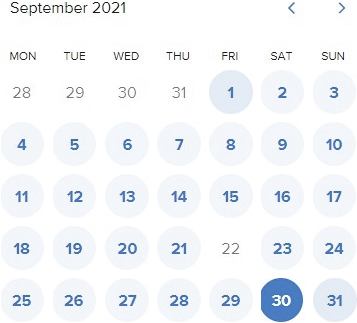 September 2021
MON TUE WED THU FRI SAT SUN
28 29 30 31 1 2 3
4 5 6 7 8 9 10
11 12 13 14 15 16 17
18 19 20 21 22 23 24
25 26 27 28 29 30 31